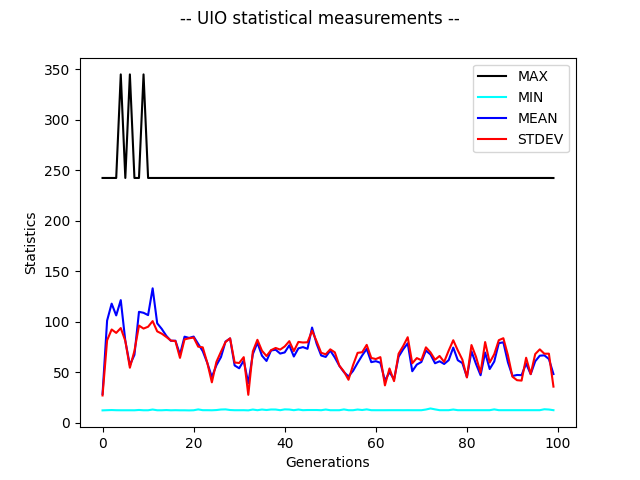 -- UIO statistical measurements --
350
300
250
200
150
100
50
0
Statistics
MAX
MIN
MEAN
STDEV
0 20 40 60 80 100
Generations